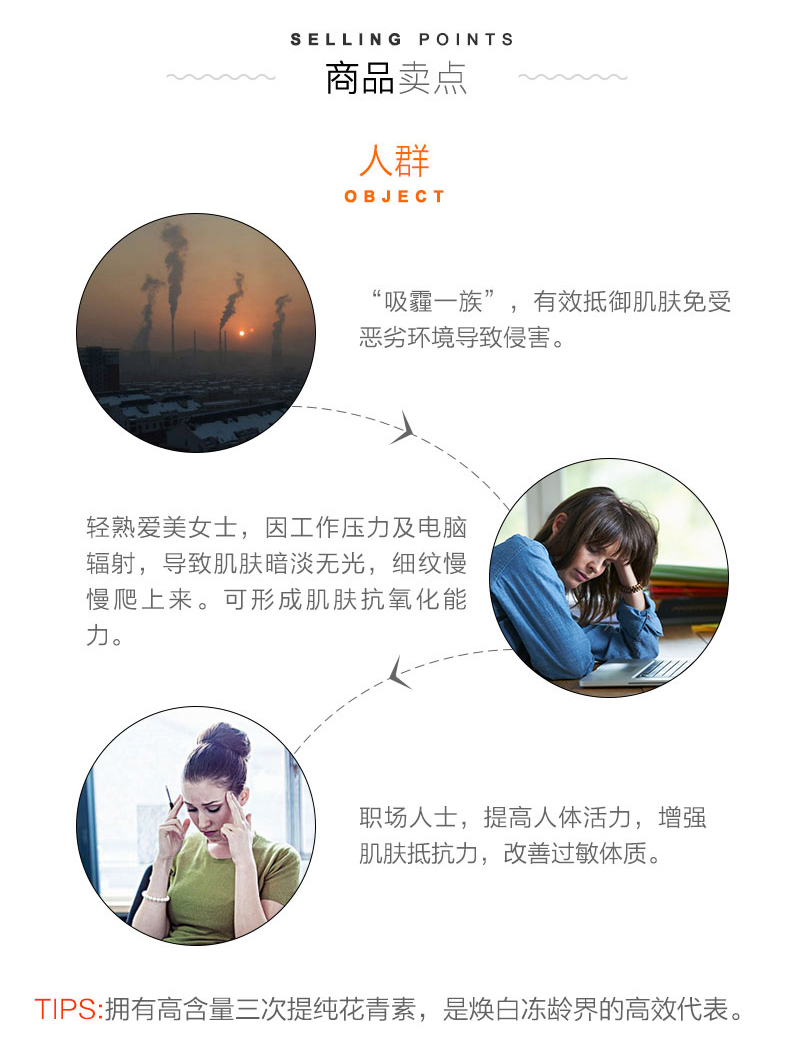 SELLING POINTS
商品卖点
人群
OBJECT
“吸霾一族”，有效抵御肌肤免受
恶劣环境导致侵害。
轻熟爱美女士，因工作压力及电脑
辐射，导致肌肤暗淡无光，细纹慢
慢爬上来。可形成肌肤抗氧化能
力。
职场人士，提高人体活力，增强
肌肤抵抗力，改善过敏体质。
TIPS:拥有高含量三次提纯花青素，是焕白冻龄界的高效代表。